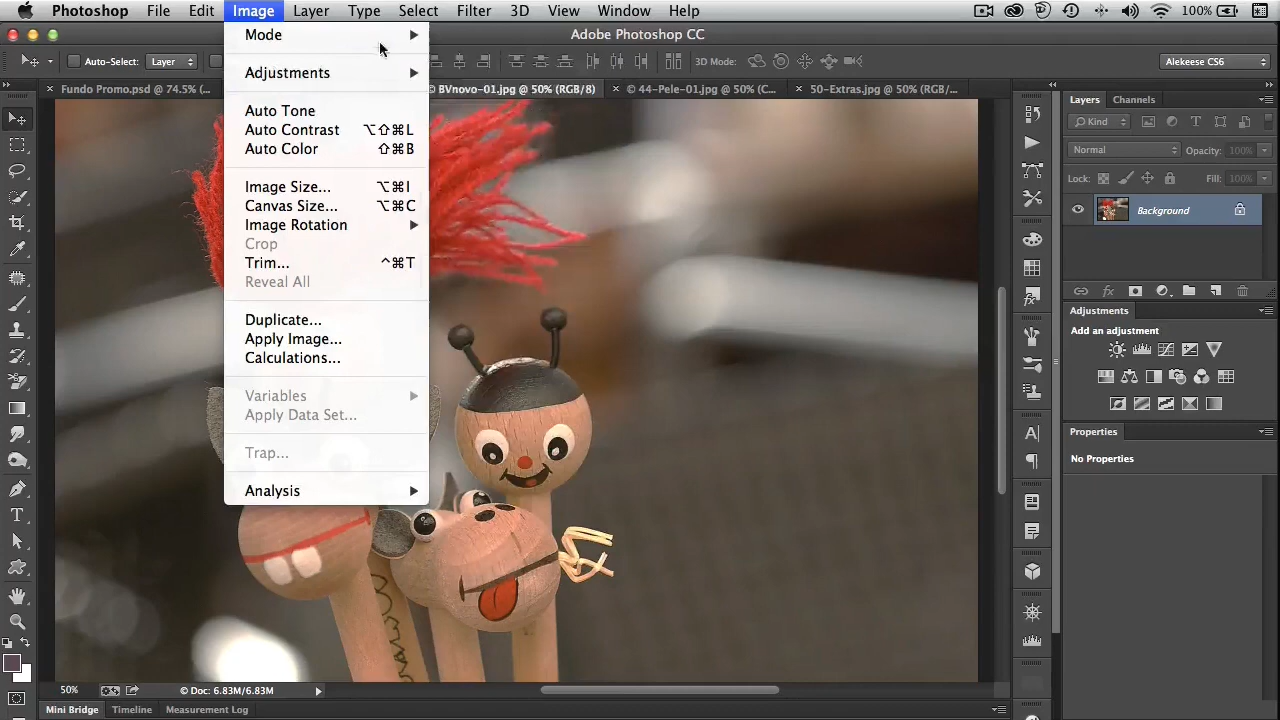 Photoshop File Edit Image Layer Type Select Filter 3D View Window Help 100%
Adobe Photoshop CC
Auto-Select: Layer 3D Mode: Alekeese CS6
Fundo Promo.psd @ 74.5% (... © BVnovo-01.jpg @ 50% (RGB/8) © 44-Pele-01.jpg @ 50% (C... 50-Extras.jpg @ 50% (RGB/...
Mode
Adjustments
Auto Tone
Auto Contrast ⌥⇧⌘L
Auto Color ⇧⌘B
Image Size... ⌥⌘I
Canvas Size... ⌥⌘C
Image Rotation
Crop
Trim... ^⌘T
Reveal All
Duplicate...
Apply Image...
Calculations...
Variables
Apply Data Set...
Trap...
Analysis
Layers Channels
Kind
Normal Opacity:
Lock: Fill:
Background
Adjustments
Add an adjustment
Properties
No Properties
50% © Doc: 6.83M/6.83M
Mini Bridge Timeline Measurement Log